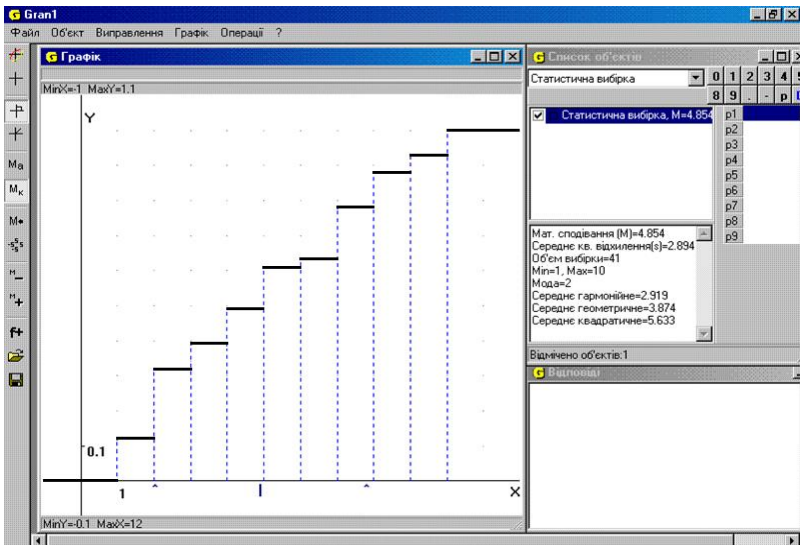 Gran1
Файл Об'єкт Виправлення Графік Операції ?
Графік
MinX=-1 MaxY=1.1
Y
0.1
1
X
MinY=-0.1 MaxX=12
Ma
Mк
M
M
M
f+
Список об'єктів
Статистична вибірка
0 1 2 3 4 5
8 9 . - p
Статистична вибірка, M=4.854
p1
p2
p3
p4
p5
p6
p7
p8
p9
Мат. сподівання (M)=4.854
Середнє кв. відхилення(s)=2.894
Об'єм вибірки=41
Min=1, Max=10
Мода=2
Середнє гармонійне=2.919
Середнє геометричне=3.874
Середнє квадратичне=5.633
Відмічено об'єктів:1
Відповіді